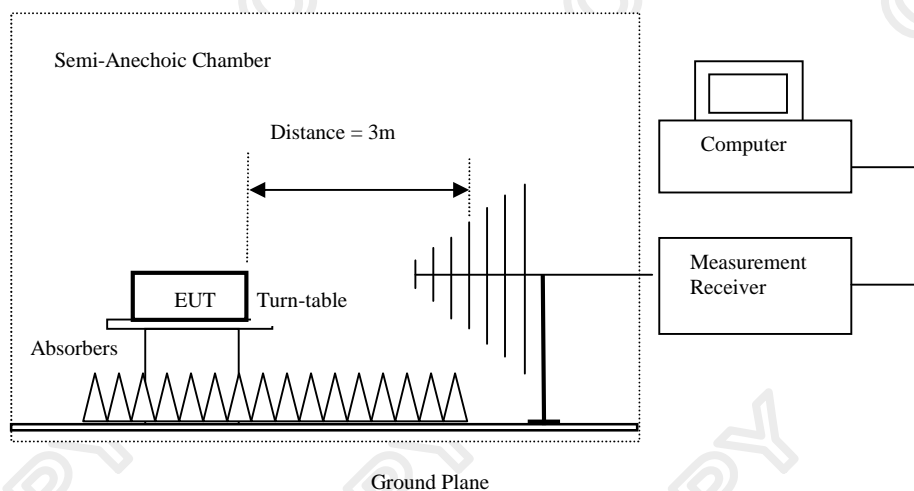 Semi-Anechoic Chamber
Distance = 3m
Computer
Measurement
Receiver
EUT
Turn-table
Absorbers
Ground Plane